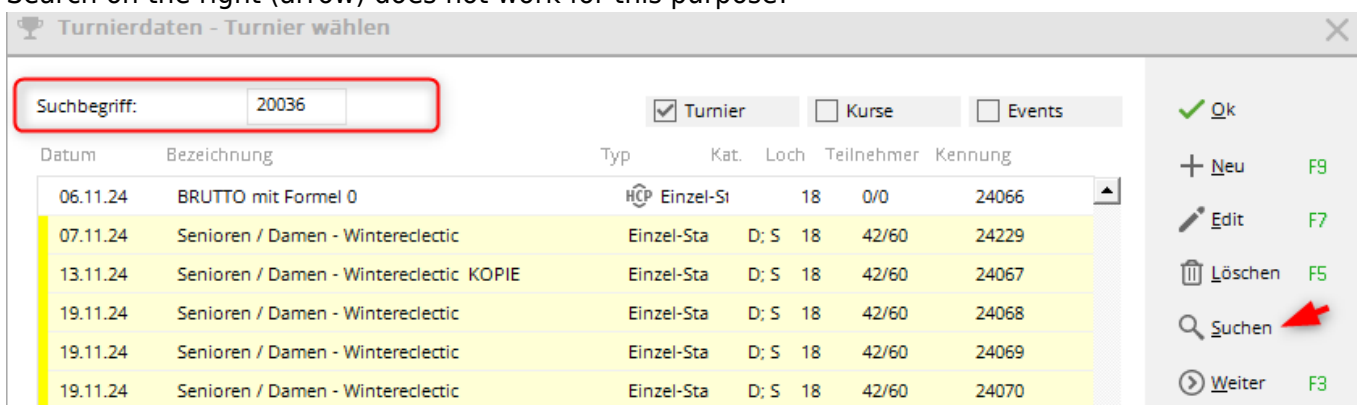 Search on the right (arrow) does not work for this purpose.
Turnierdaten - Turnier wählen
Suchbegriff: 20036 Turnier Kurse Events
Datum Bezeichnung Typ Kat. Loch Teilnehmer Kennung
06.11.24 BRUTTO mit Formel 0 HCP Einzel-St 18 0/0 24066
07.11.24 Senioren / Damen - Wintereclectic Einzel-Sta D; S 18 42/60 24229
13.11.24 Senioren / Damen - Wintereclectic KOPIE Einzel-Sta D; S 18 42/60 24067
19.11.24 Senioren / Damen - Wintereclectic Einzel-Sta D; S 18 42/60 24068
19.11.24 Senioren / Damen - Wintereclectic Einzel-Sta D; S 18 42/60 24069
19.11.24 Senioren / Damen - Wintereclectic Einzel-Sta D; S 18 42/60 24070
Ok
Neu F9
Edit F7
Löschen F5
Suchen
Weiter F3